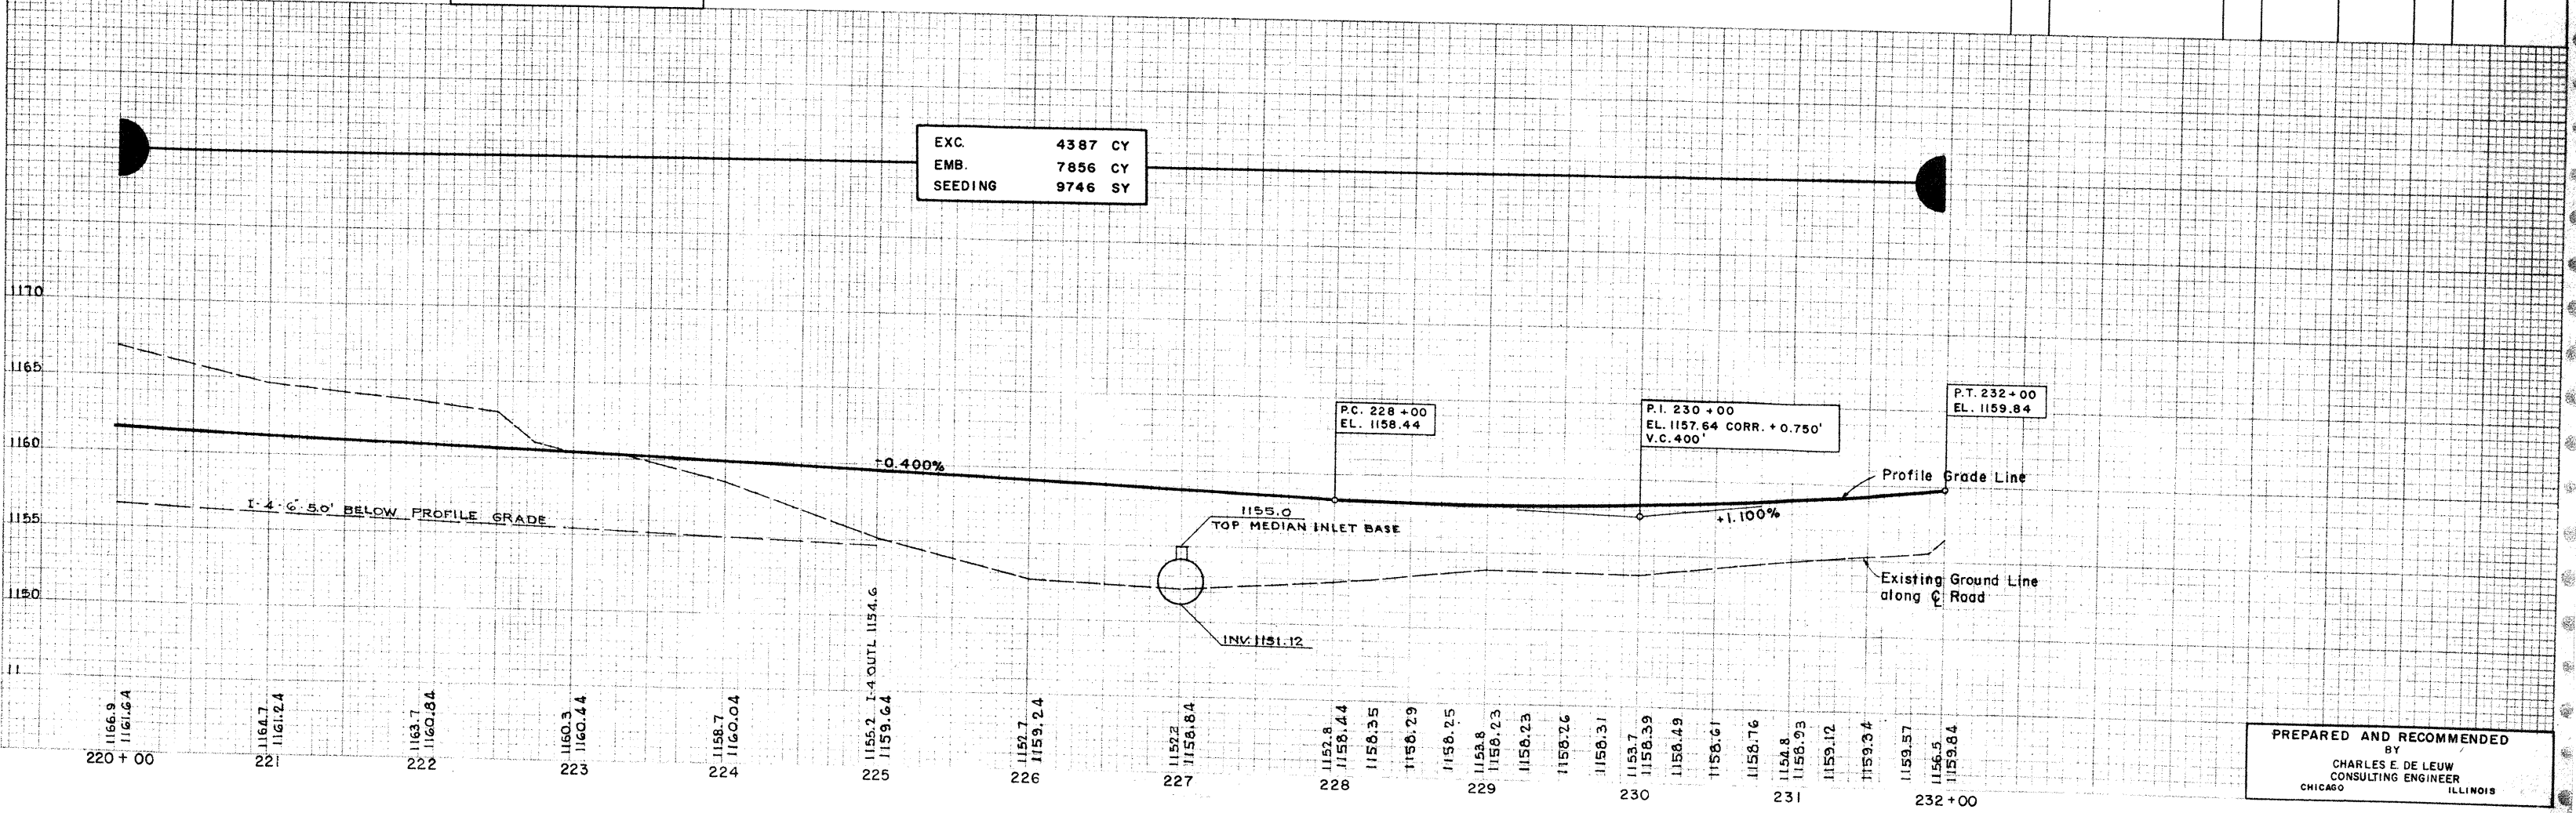 EXC. 4387 CY
EMB. 7856 CY
SEEDING 9746 SY
1170
1165
1160
1155
1150
11
-0.400%
I-4-6"-5.0' BELOW PROFILE GRADE
1155.0
TOP MEDIAN INLET BASE
INV. 1151.12
P.C. 228+00
EL. 1158.44
P.I. 230+00
EL. 1157.64 CORR. +0.750'
V.C. 400'
P.T. 232+00
EL. 1159.84
Profile Grade Line
+1.100%
Existing Ground Line
along ℄ Road
1166.9
1161.64
1164.7
1161.24
1163.7
1160.84
1160.3
1160.44
1158.7
1160.04
1155.2 I-4 OUTL 1154.6
1159.64
1152.7
1159.24
1152.2
1158.84
1152.8
1158.44
1158.35
1158.29
1158.25
1153.8
1158.23
1158.23
1158.26
1158.31
1153.7
1158.39
1158.49
1158.61
1158.76
1154.8
1158.93
1159.12
1159.34
1159.57
1156.5
1159.84
220+00
221
222
223
224
225
226
227
228
229
230
231
232+00
PREPARED AND RECOMMENDED
BY
CHARLES E. DE LEUW
CONSULTING ENGINEER
CHICAGO ILLINOIS